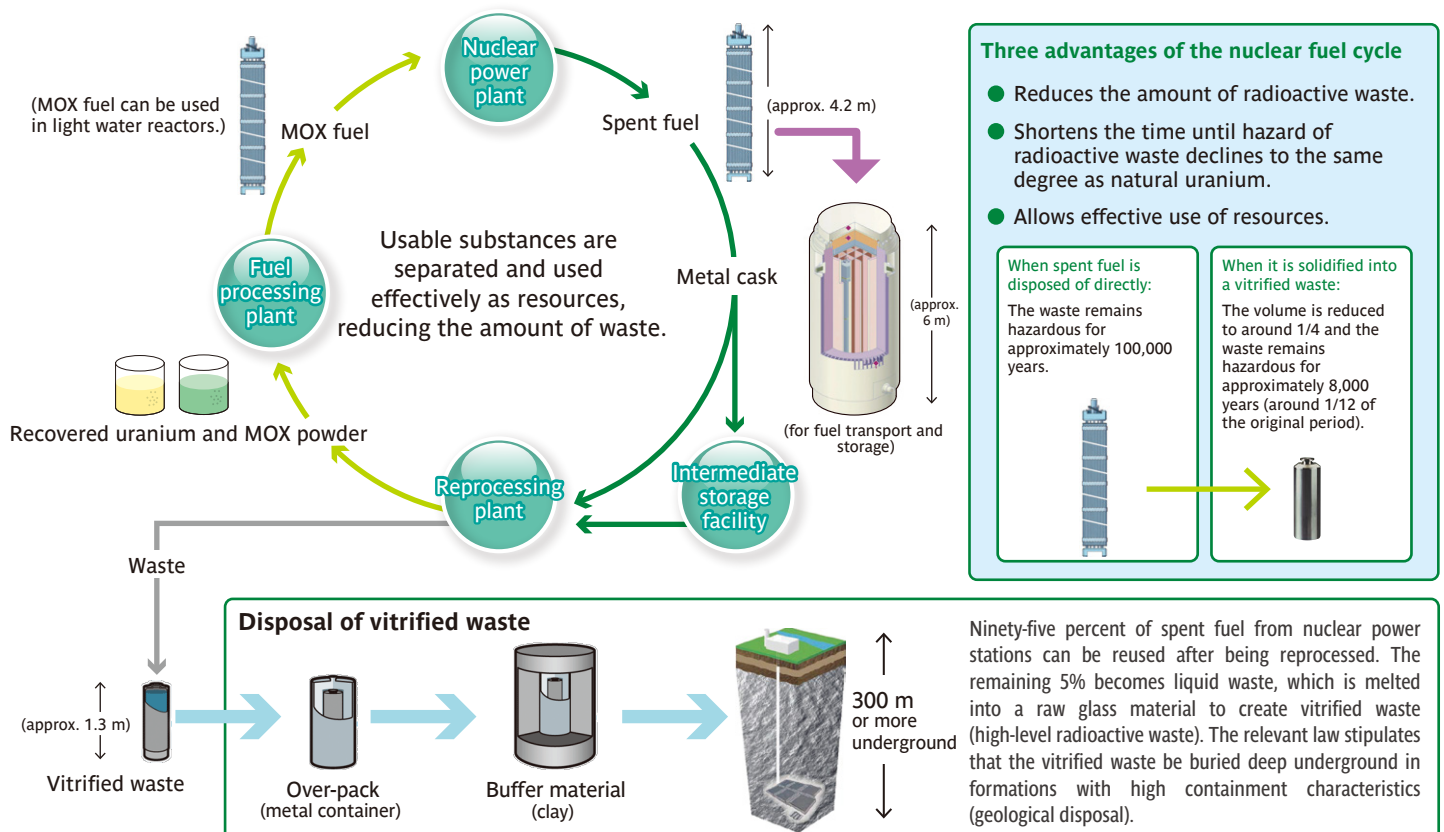 Nuclear
power
plant
Spent fuel
(approx. 4.2 m)
(MOX fuel can be used
in light water reactors.)
MOX fuel
Usable substances are
separated and used
effectively as resources,
reducing the amount of waste.
Metal cask
(approx.
6 m)
(for fuel transport and
storage)
Fuel
processing
plant
Recovered uranium and MOX powder
Reprocessing
plant
Intermediate
storage
facility
Waste
Three advantages of the nuclear fuel cycle
● Reduces the amount of radioactive waste.
● Shortens the time until hazard of
radioactive waste declines to the same
degree as natural uranium.
● Allows effective use of resources.
When spent fuel is
disposed of directly:
The waste remains
hazardous for
approximately 100,000
years.
When it is solidified into
a vitrified waste:
The volume is reduced
to around 1/4 and the
waste remains
hazardous for
approximately 8,000
years (around 1/12 of
the original period).
Disposal of vitrified waste
(approx. 1.3 m)
Vitrified waste
Over-pack
(metal container)
Buffer material
(clay)
300 m
or more
underground
Ninety-five percent of spent fuel from nuclear power
stations can be reused after being reprocessed. The
remaining 5% becomes liquid waste, which is melted
into a raw glass material to create vitrified waste
(high-level radioactive waste). The relevant law stipulates
that the vitrified waste be buried deep underground in
formations with high containment characteristics
(geological disposal).